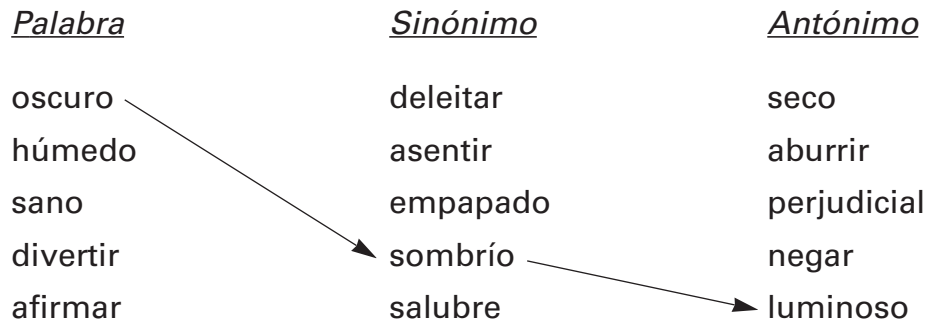 Palabra Sinónimo Antónimo
oscuro deleitar seco
húmedo asentir aburrir
sano empapado perjudicial
divertir sombrío negar
afirmar salubre luminoso